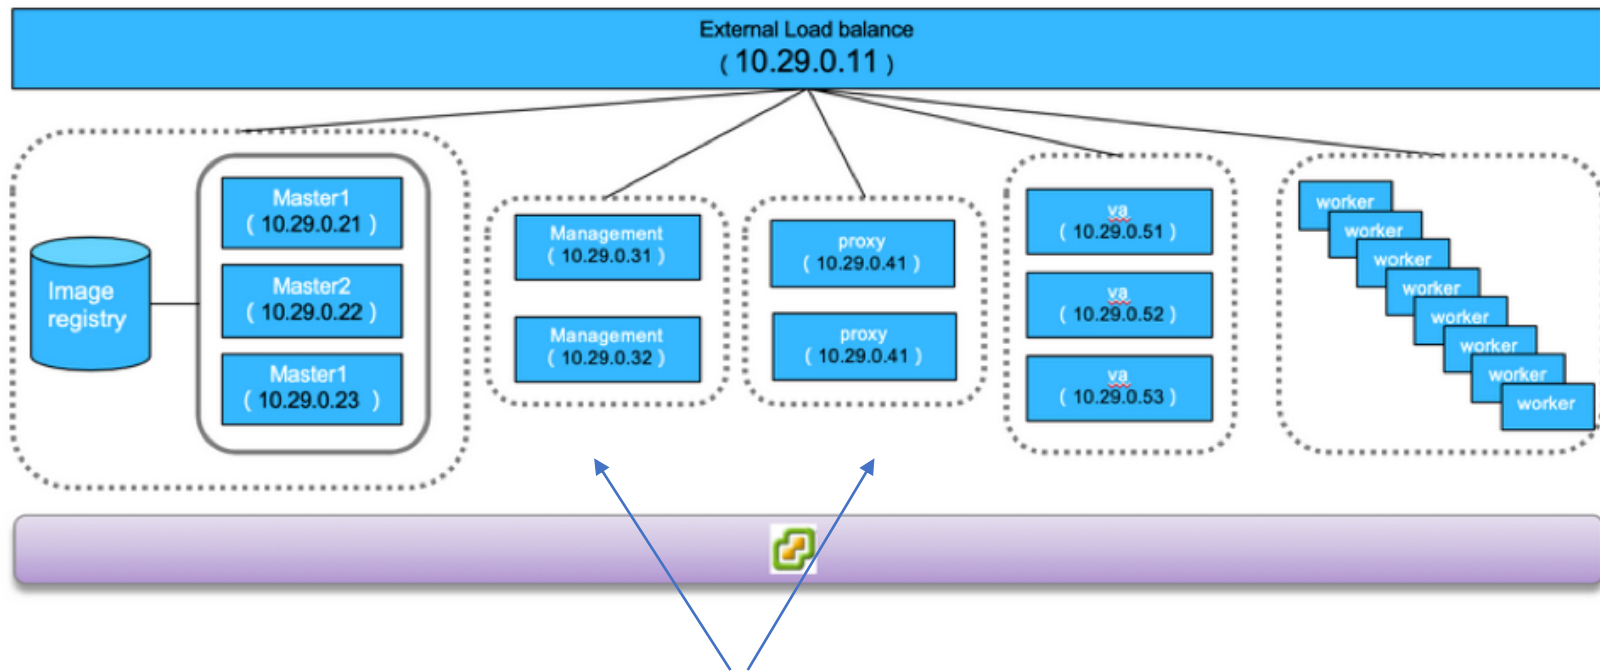 External Load balance
( 10.29.0.11 )
Image
registry
Master1
( 10.29.0.21 )
Master2
( 10.29.0.22 )
Master1
( 10.29.0.23 )
Management
( 10.29.0.31 )
Management
( 10.29.0.32 )
proxy
( 10.29.0.41 )
proxy
( 10.29.0.41 )
va
( 10.29.0.51 )
va
( 10.29.0.52 )
va
( 10.29.0.53 )
worker
worker
worker
worker
worker
worker
worker
worker